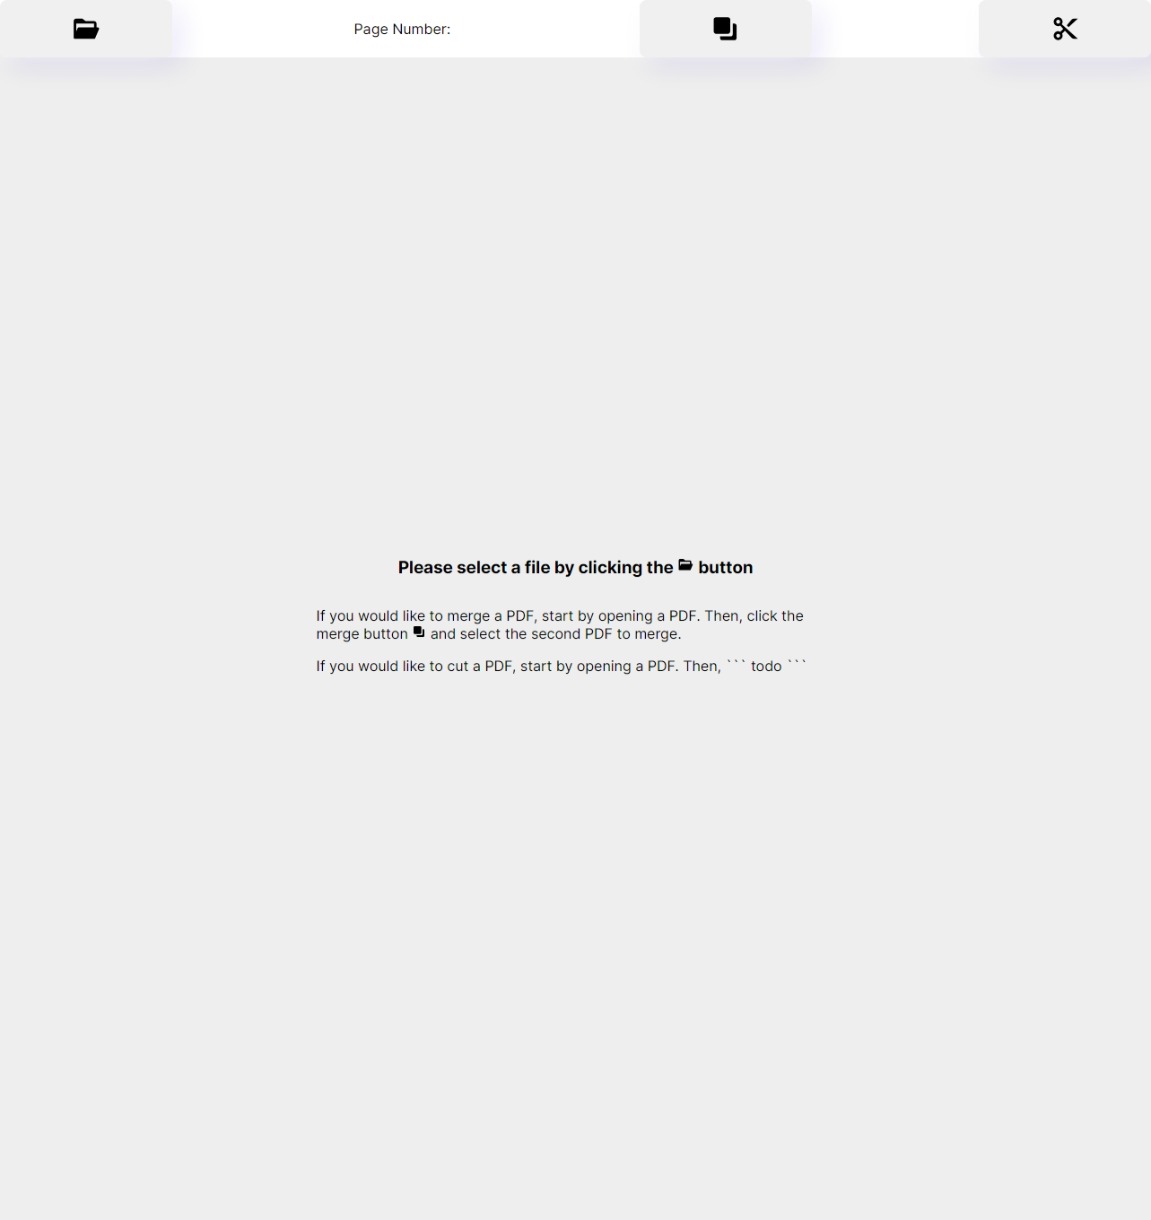 Page Number:
Please select a file by clicking the button
If you would like to merge a PDF, start by opening a PDF. Then, click the
merge button and select the second PDF to merge.
If you would like to cut a PDF, start by opening a PDF. Then, ``` todo ```